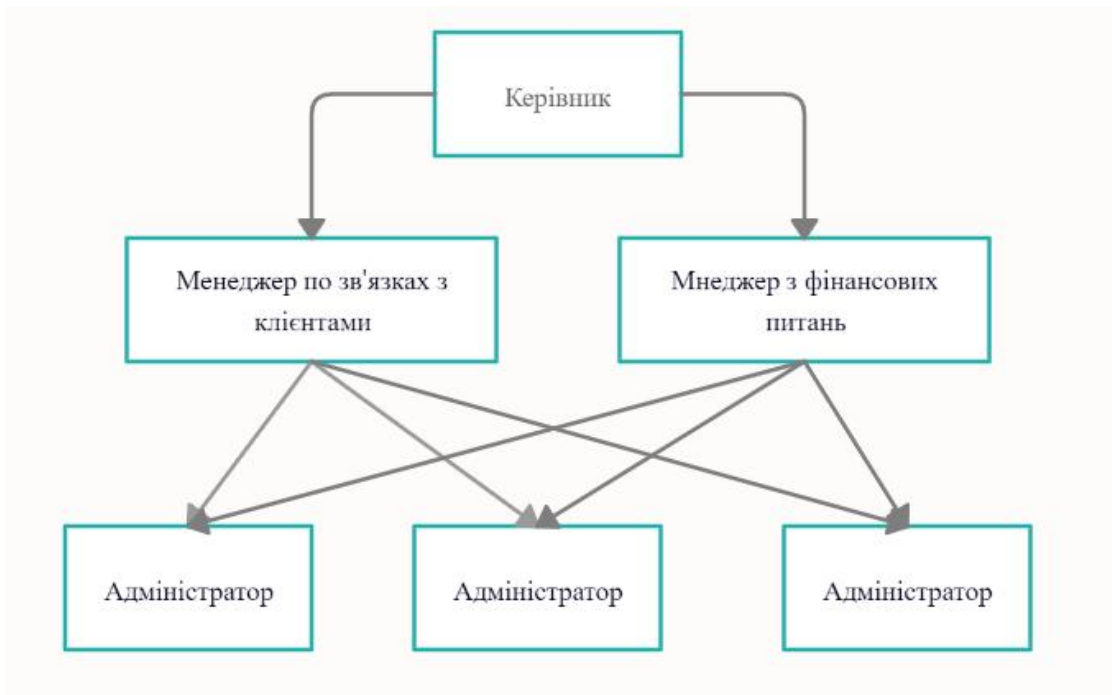 Керівник
Менеджер по зв'язках з
клієнтами
Мнеджер з фінансових
питань
Адміністратор
Адміністратор
Адміністратор